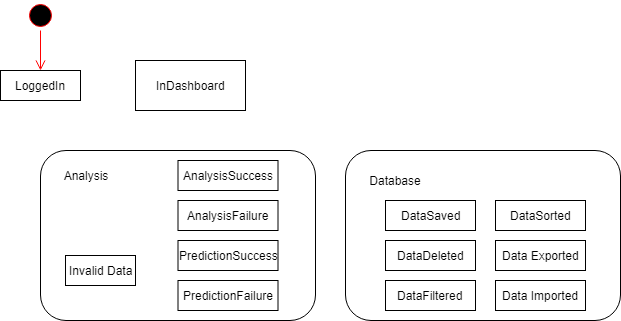 LoggedIn
InDashboard
Analysis
AnalysisSuccess
AnalysisFailure
PredictionSuccess
Invalid Data
PredictionFailure
Database
DataSaved
DataSorted
DataDeleted
Data Exported
DataFiltered
Data Imported